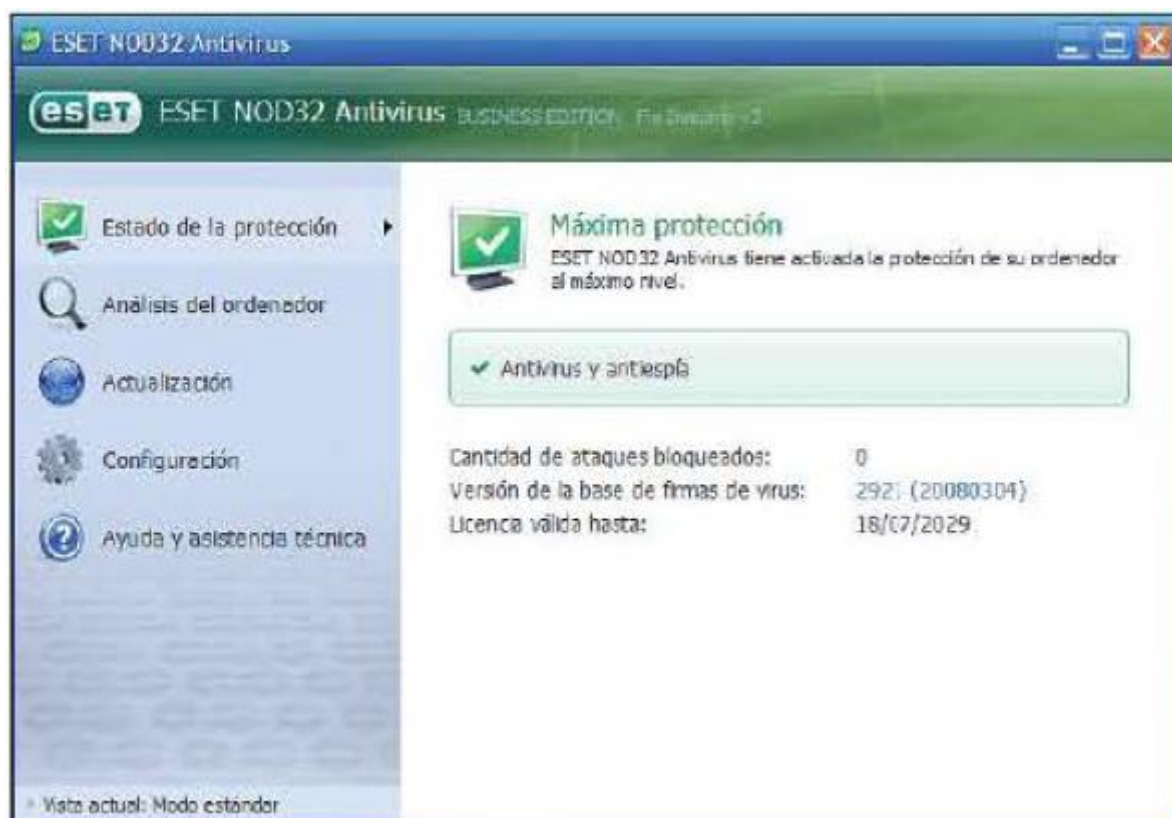 ESET NOD32 Antivirus
eset ESET NOD32 Antivirus BUSINESS EDITION
Estado de la protección
Análisis del ordenador
Actualización
Configuración
Ayuda y asistencia técnica
Vista actual: Modo estándar
Máxima protección
ESET NOD32 Antivirus tiene activada la protección de su ordenador
al máximo nivel.
Antivirus y antiespía
Cantidad de ataques bloqueados: 0
Versión de la base de firmas de virus: 2921 (20080304)
Licencia válida hasta: 18/07/2029